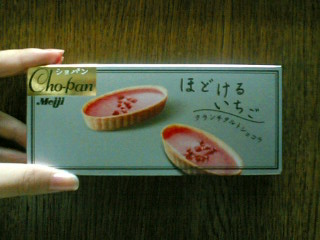 ショパン
Cho-pan
Meiji
ほどける
いちご
クランチタルトショコラ